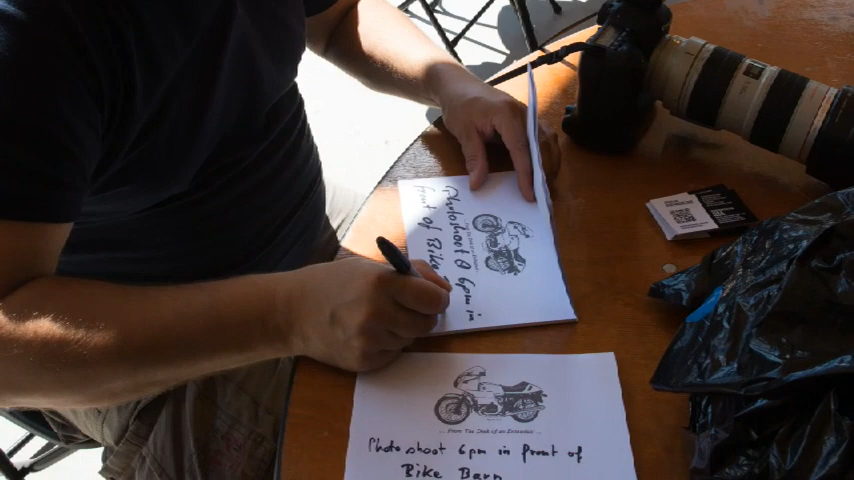 Photoshoot @ 6pm in
front of Bike
... From The Desk of an Enthusiast ...
Photoshoot 6pm in front of
Bike Barn